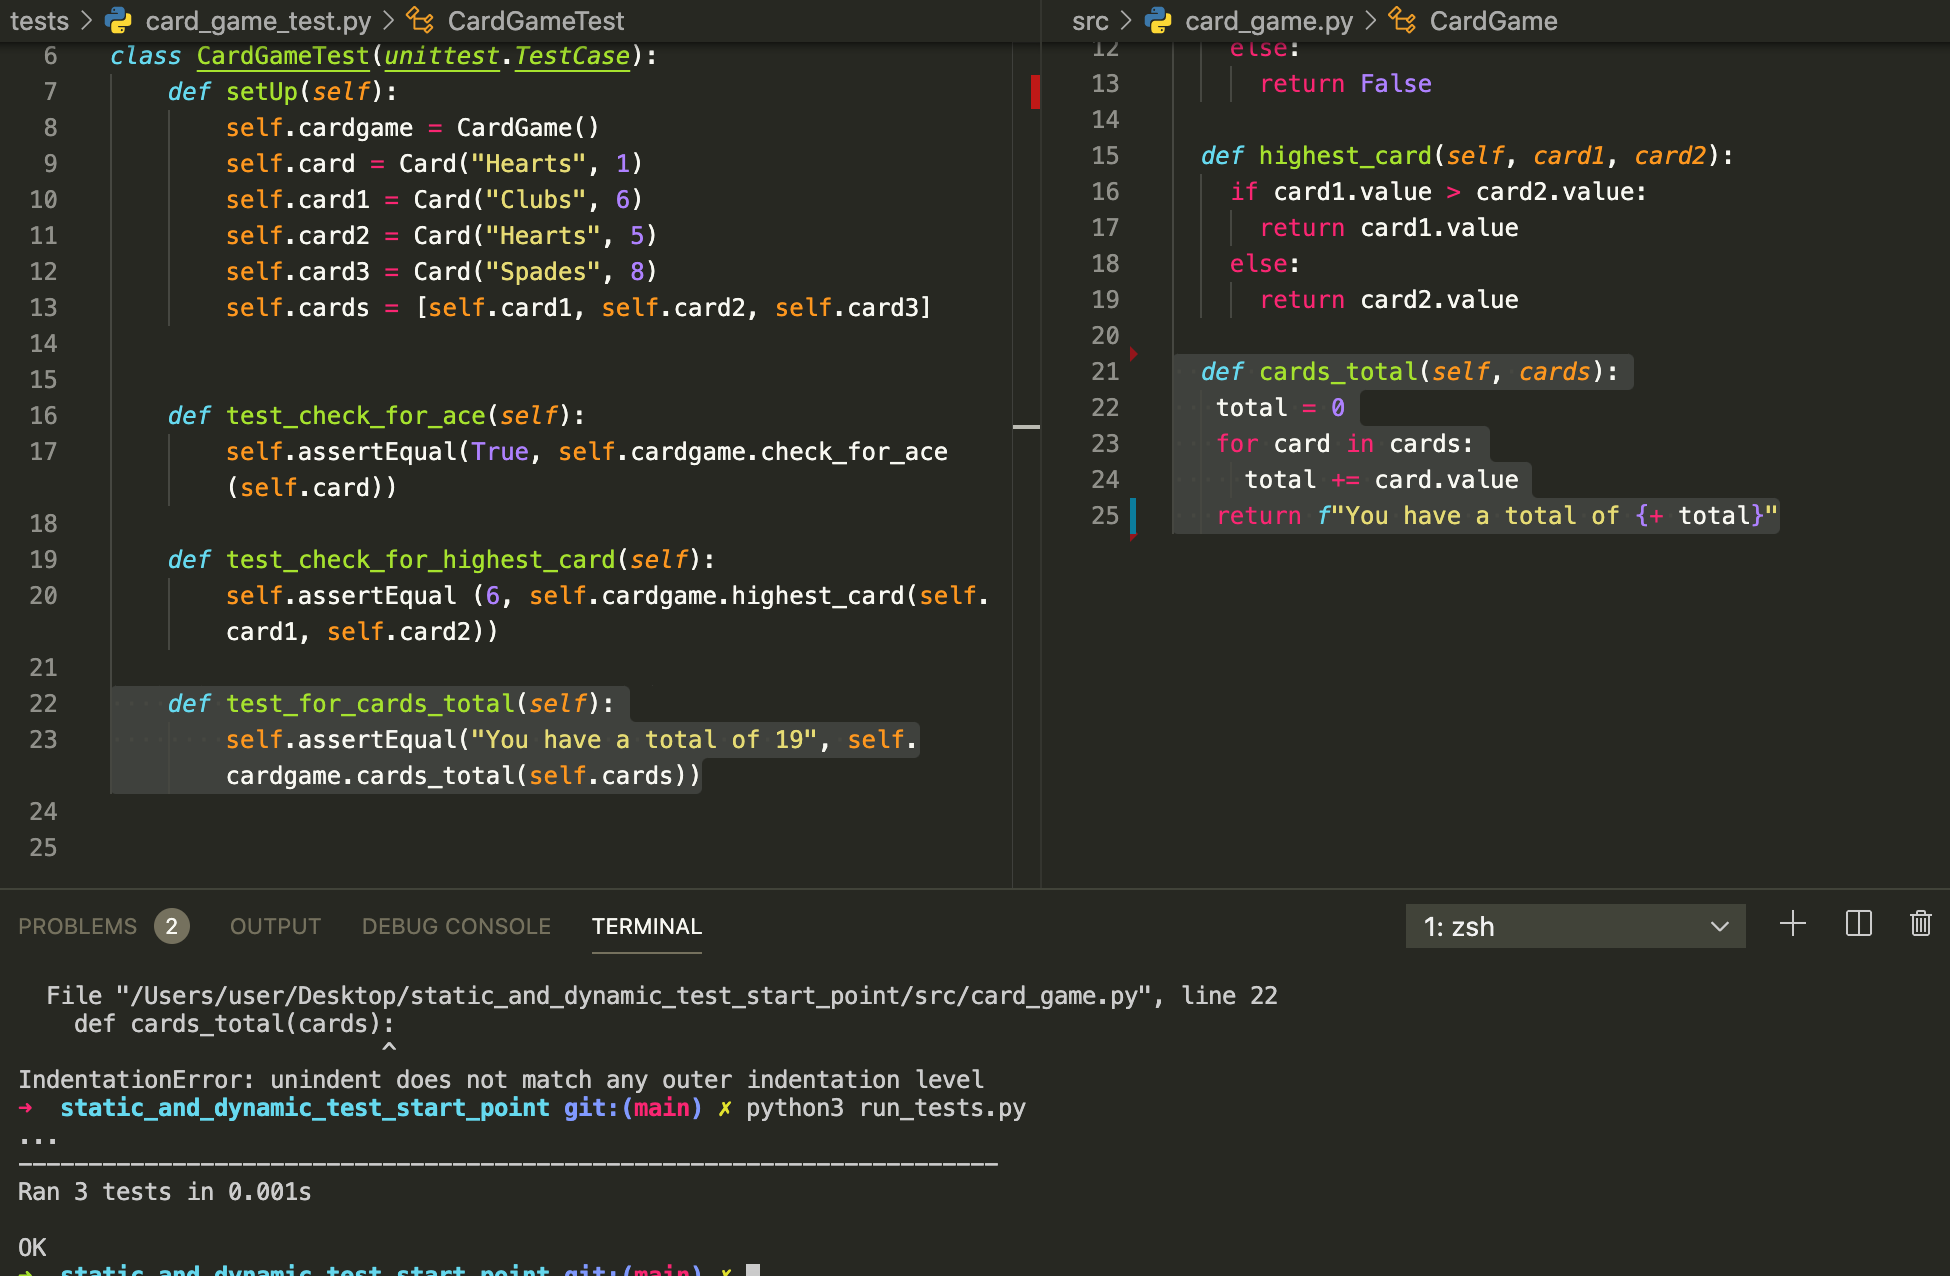 tests > card_game_test.py > CardGameTest
6 class CardGameTest(unittest.TestCase):
7 def setUp(self):
8 self.cardgame = CardGame()
9 self.card = Card("Hearts", 1)
10 self.card1 = Card("Clubs", 6)
11 self.card2 = Card("Hearts", 5)
12 self.card3 = Card("Spades", 8)
13 self.cards = [self.card1, self.card2, self.card3]
14
15
16 def test_check_for_ace(self):
17 self.assertEqual(True, self.cardgame.check_for_ace
(self.card))
18
19 def test_check_for_highest_card(self):
20 self.assertEqual (6, self.cardgame.highest_card(self.
card1, self.card2))
21
22 def test_for_cards_total(self):
23 self.assertEqual("You have a total of 19", self.
cardgame.cards_total(self.cards))
24
25
src > card_game.py > CardGame
12 else:
13 return False
14
15 def highest_card(self, card1, card2):
16 if card1.value > card2.value:
17 return card1.value
18 else:
19 return card2.value
20
21 def cards_total(self, cards):
22 total = 0
23 for card in cards:
24 total += card.value
25 return f"You have a total of {+ total}"
PROBLEMS 2 OUTPUT DEBUG CONSOLE TERMINAL 1: zsh
File "/Users/user/Desktop/static_and_dynamic_test_start_point/src/card_game.py", line 22
def cards_total(cards):
^
IndentationError: unindent does not match any outer indentation level
➜ static_and_dynamic_test_start_point git:(main) ✗ python3 run_tests.py
...
----------------------------------------------------------------------
Ran 3 tests in 0.001s
OK
➜ static_and_dynamic_test_start_point git:(main) ✗